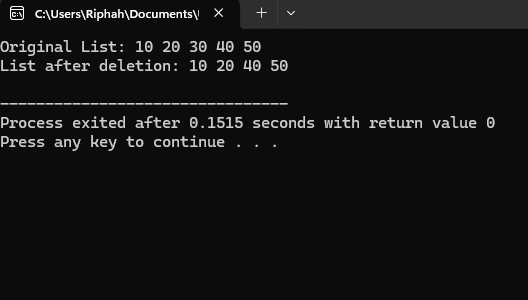 C:\Users\Riphah\Documents\
Original List: 10 20 30 40 50
List after deletion: 10 20 40 50
--------------------------------
Process exited after 0.1515 seconds with return value 0
Press any key to continue . . .